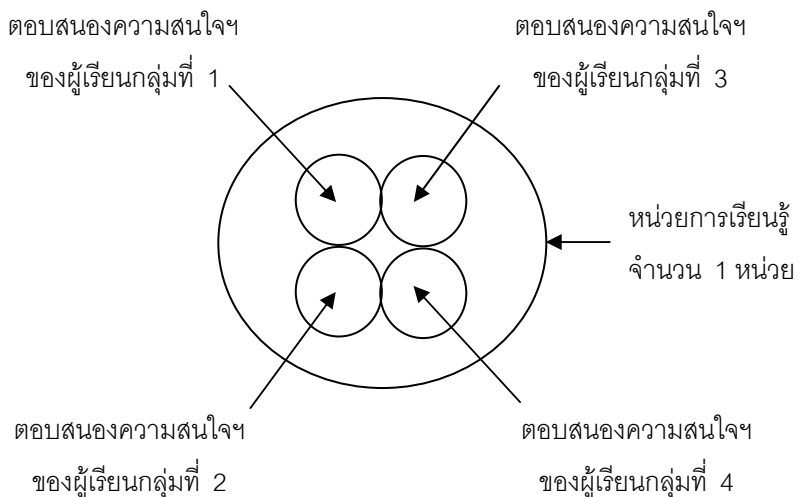 ตอบสนองความสนใจฯ
ของผู้เรียนกลุ่มที่ 1
ตอบสนองความสนใจฯ
ของผู้เรียนกลุ่มที่ 3
หน่วยการเรียนรู้
จำนวน 1 หน่วย
ตอบสนองความสนใจฯ
ของผู้เรียนกลุ่มที่ 2
ตอบสนองความสนใจฯ
ของผู้เรียนกลุ่มที่ 4